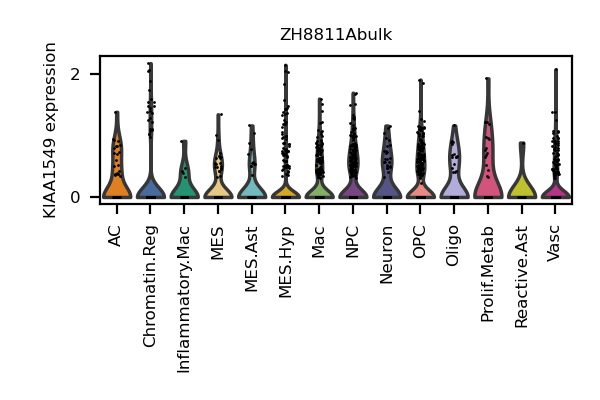 ZH8811Abulk
KIAA1549 expression
2
0
AC
Chromatin.Reg
Inflammatory.Mac
MES
MES.Ast
MES.Hyp
Mac
NPC
Neuron
OPC
Oligo
Prolif.Metab
Reactive.Ast
Vasc